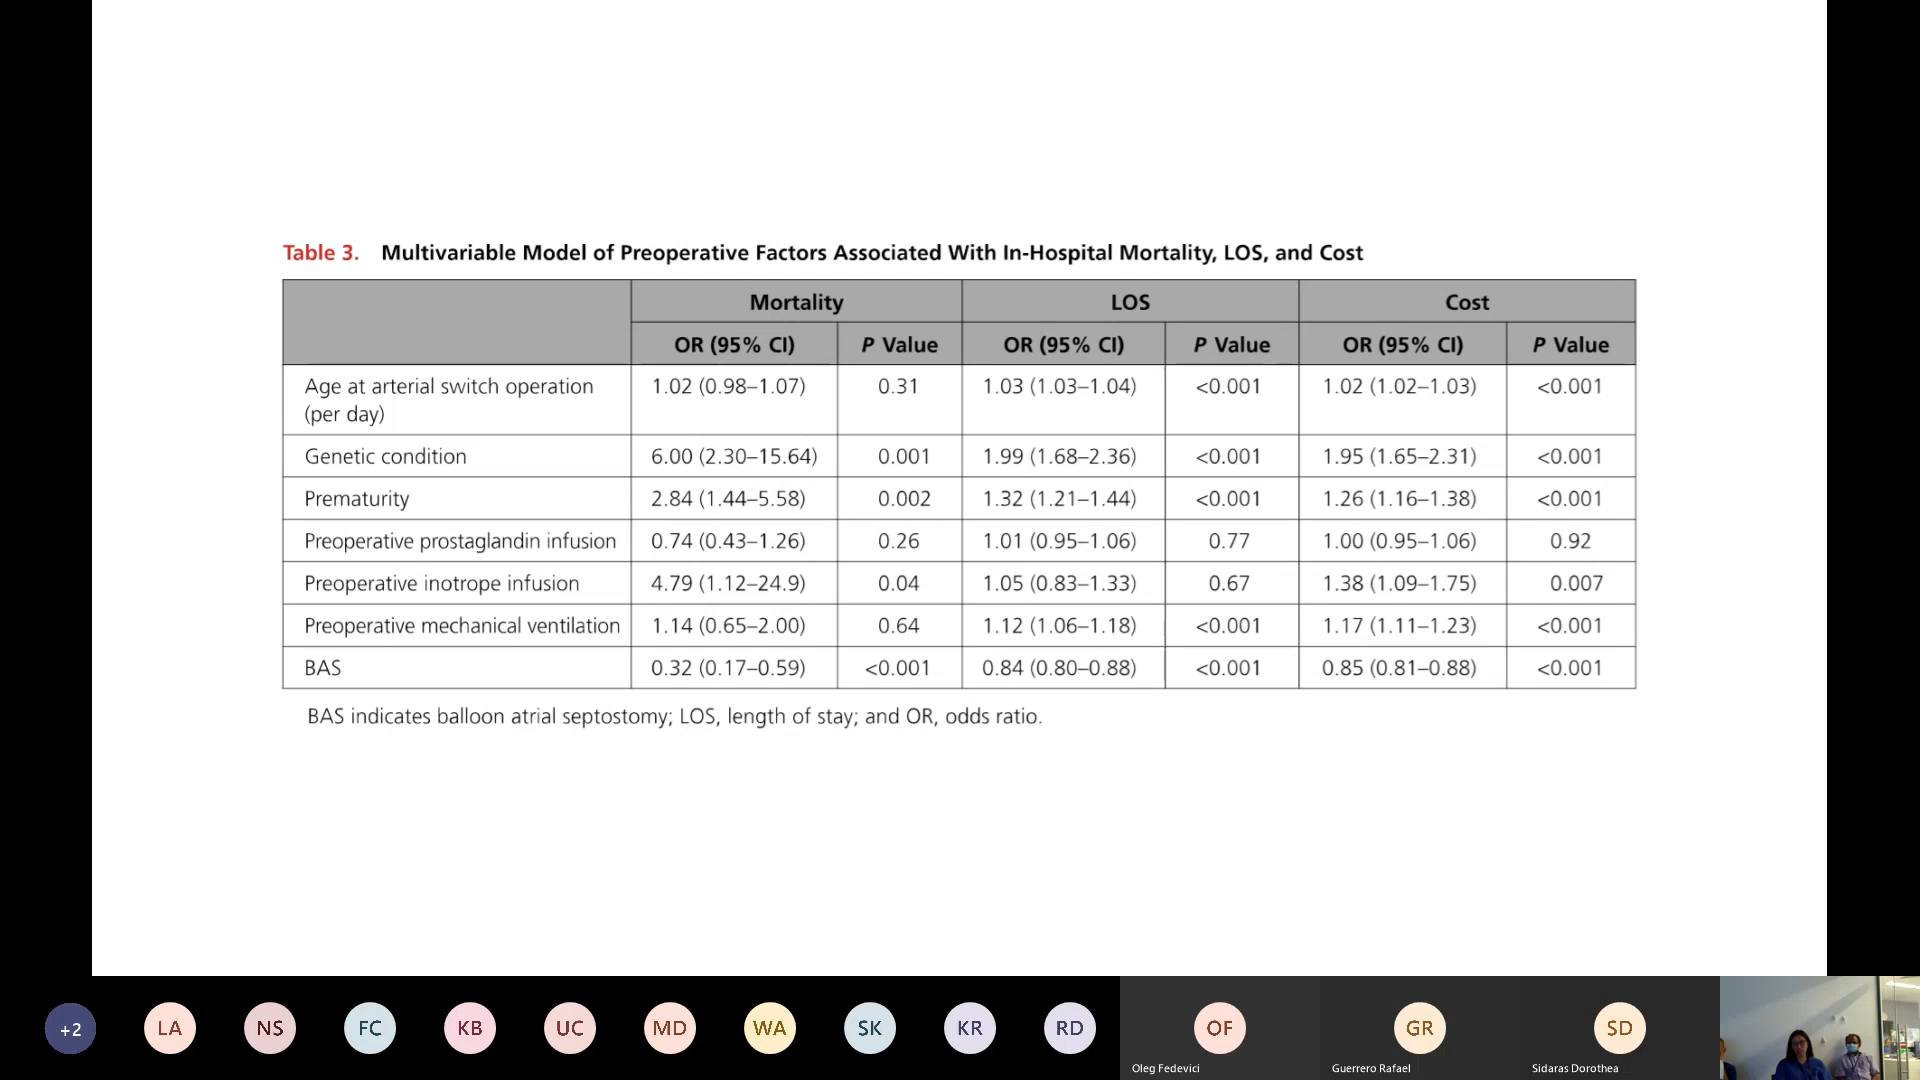 Table 3. Multivariable Model of Preoperative Factors Associated With In-Hospital Mortality, LOS, and Cost
Mortality LOS Cost
OR (95% CI) P Value OR (95% CI) P Value OR (95% CI) P Value
Age at arterial switch operation 1.02 (0.98–1.07) 0.31 1.03 (1.03–1.04) <0.001 1.02 (1.02–1.03) <0.001
(per day)
Genetic condition 6.00 (2.30–15.64) 0.001 1.99 (1.68–2.36) <0.001 1.95 (1.65–2.31) <0.001
Prematurity 2.84 (1.44–5.58) 0.002 1.32 (1.21–1.44) <0.001 1.26 (1.16–1.38) <0.001
Preoperative prostaglandin infusion 0.74 (0.43–1.26) 0.26 1.01 (0.95–1.06) 0.77 1.00 (0.95–1.06) 0.92
Preoperative inotrope infusion 4.79 (1.12–24.9) 0.04 1.05 (0.83–1.33) 0.67 1.38 (1.09–1.75) 0.007
Preoperative mechanical ventilation 1.14 (0.65–2.00) 0.64 1.12 (1.06–1.18) <0.001 1.17 (1.11–1.23) <0.001
BAS 0.32 (0.17–0.59) <0.001 0.84 (0.80–0.88) <0.001 0.85 (0.81–0.88) <0.001
BAS indicates balloon atrial septostomy; LOS, length of stay; and OR, odds ratio.
+2 LA NS FC KB UC MD WA SK KR RD OF GR SD
Oleg Fedevici Guerrero Rafael Sidaras Dorothea